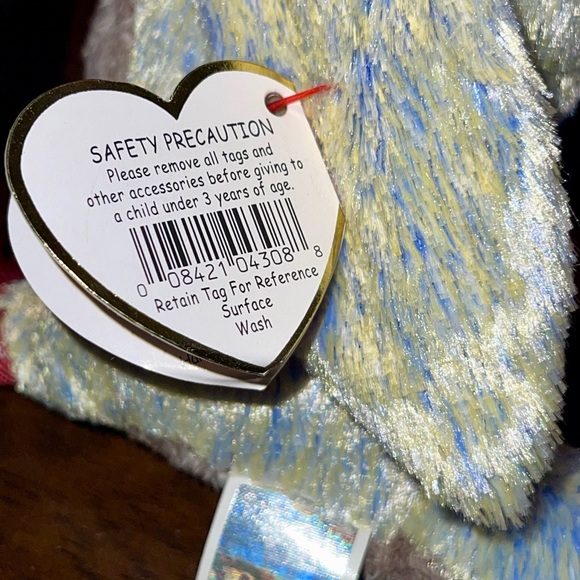 SAFETY PRECAUTION
Please remove all tags and
other accessories before giving to
a child under 3 years of age.
0 08421 04308 8
Retain Tag For Reference
Surface
Wash